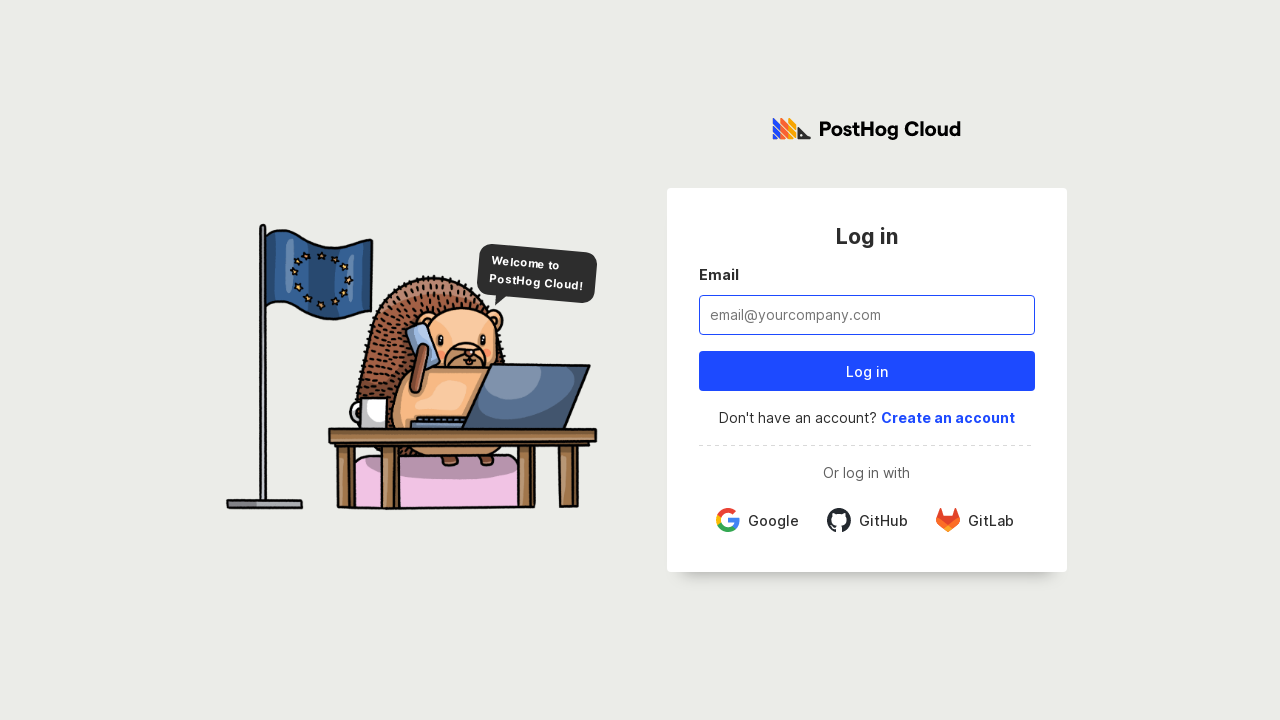 PostHog Cloud
Welcome to
PostHog Cloud!
Log in
Email
email@yourcompany.com
Log in
Don't have an account? Create an account
Or log in with
Google
GitHub
GitLab